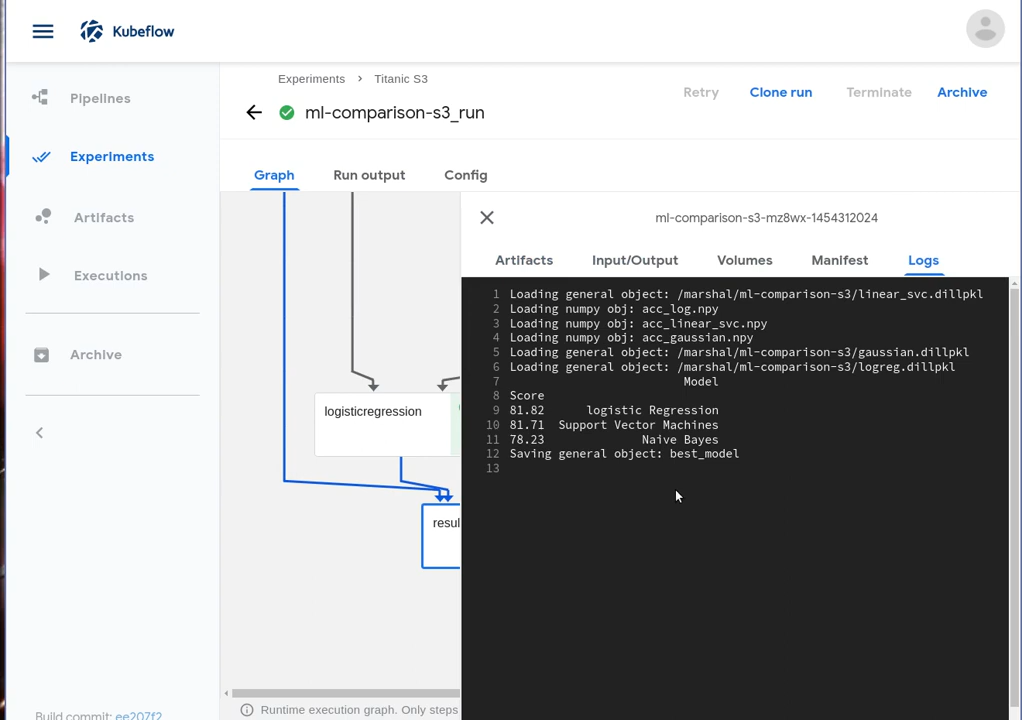 Kubeflow
Experiments > Titanic S3
ml-comparison-s3_run
Retry
Clone run
Terminate
Archive
Pipelines
Experiments
Artifacts
Executions
Archive
Build commit: ee207f2
Graph
Run output
Config
logisticregression
resul
Runtime execution graph. Only steps
ml-comparison-s3-mz8wx-1454312024
Artifacts
Input/Output
Volumes
Manifest
Logs
1 Loading general object: /marshal/ml-comparison-s3/linear_svc.dillpkl
2 Loading numpy obj: acc_log.npy
3 Loading numpy obj: acc_linear_svc.npy
4 Loading numpy obj: acc_gaussian.npy
5 Loading general object: /marshal/ml-comparison-s3/gaussian.dillpkl
6 Loading general object: /marshal/ml-comparison-s3/logreg.dillpkl
7 Model
8 Score
9 81.82 logistic Regression
10 81.71 Support Vector Machines
11 78.23 Naive Bayes
12 Saving general object: best_model
13